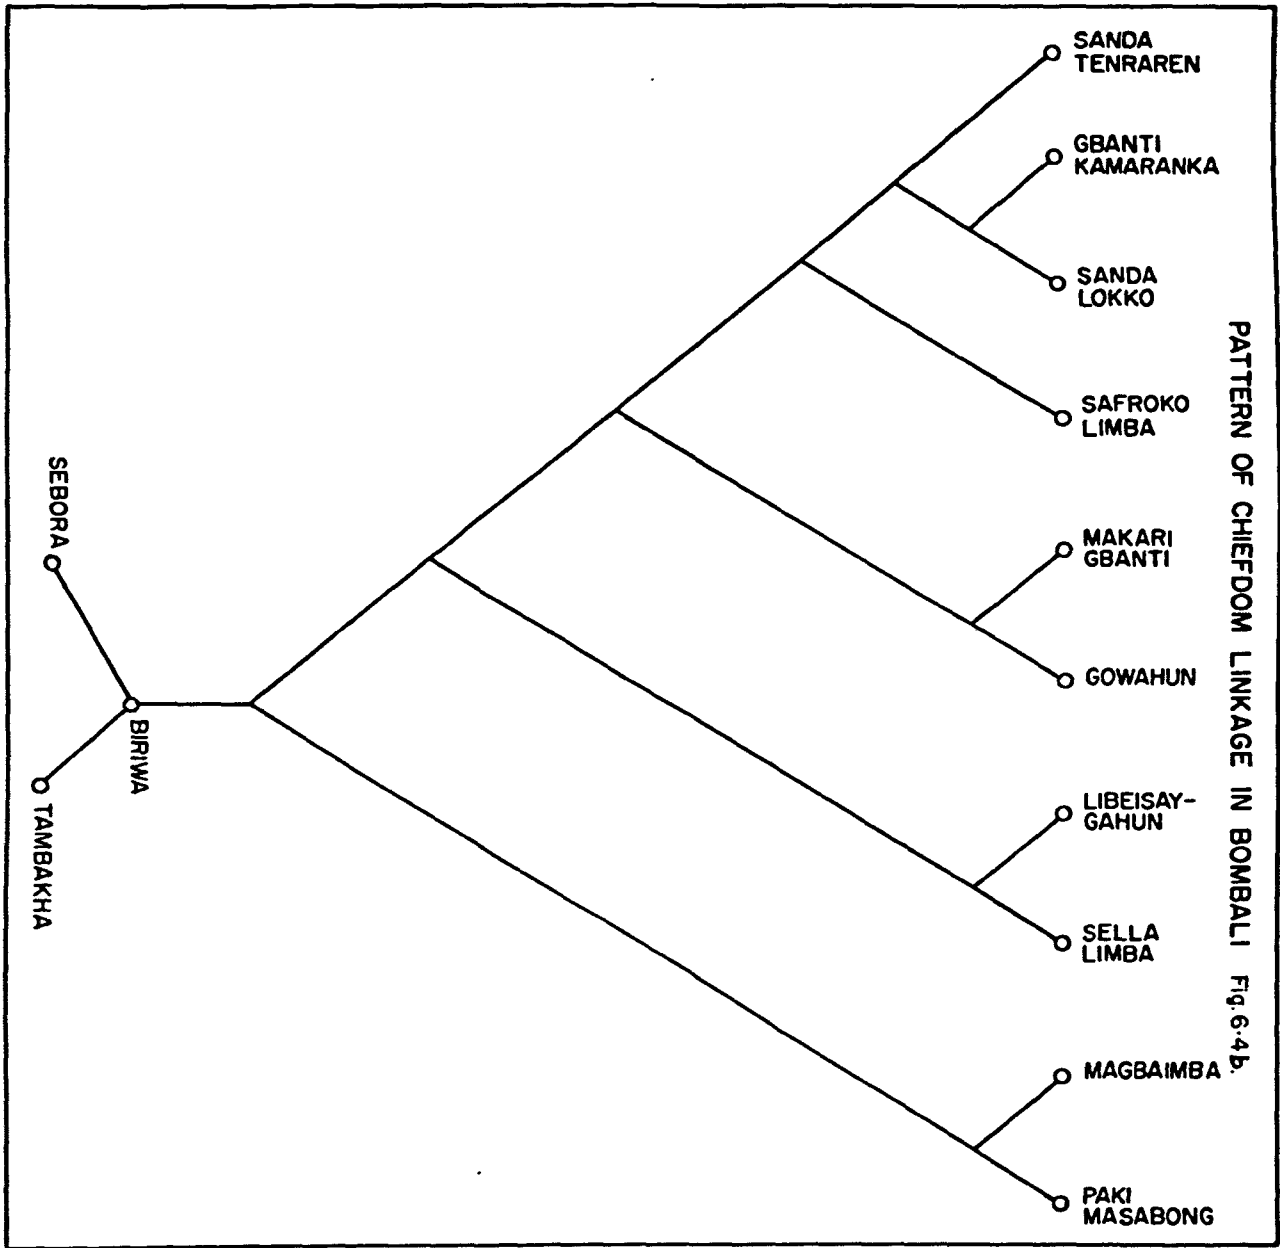 PATTERN OF CHIEFDOM LINKAGE IN BOMBALI Fig.6·4b.
SANDA
TENRAREN
GBANTI
KAMARANKA
SANDA
LOKKO
SAFROKO
LIMBA
MAKARI
GBANTI
GOWAHUN
LIBEISAY-
GAHUN
SELLA
LIMBA
MAGBAIMBA
PAKI
MASABONG
SEBORA
BIRIWA
TAMBAKHA